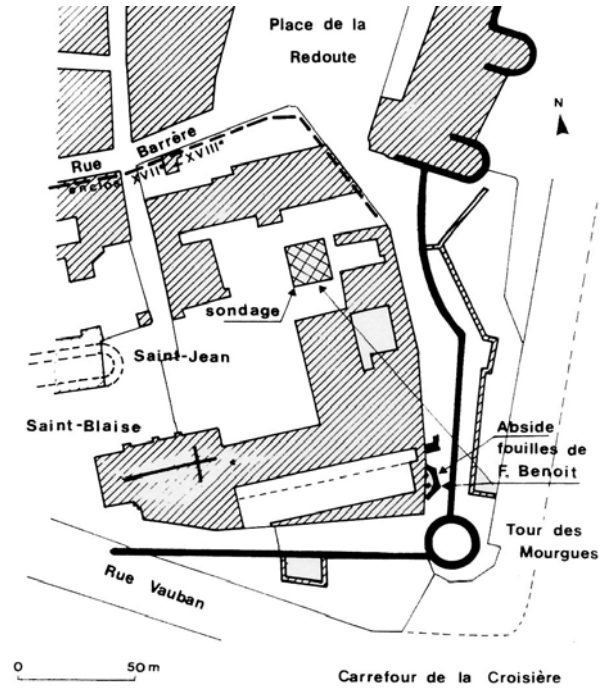 Place de la
Redoute
N
Rue Barrère
enclos XVIIe XVIIIe
sondage
Saint-Jean
Saint-Blaise
Abside
fouilles de
F. Benoit
Tour des
Mourgues
Rue Vauban
0 50 m
Carrefour de la Croisière